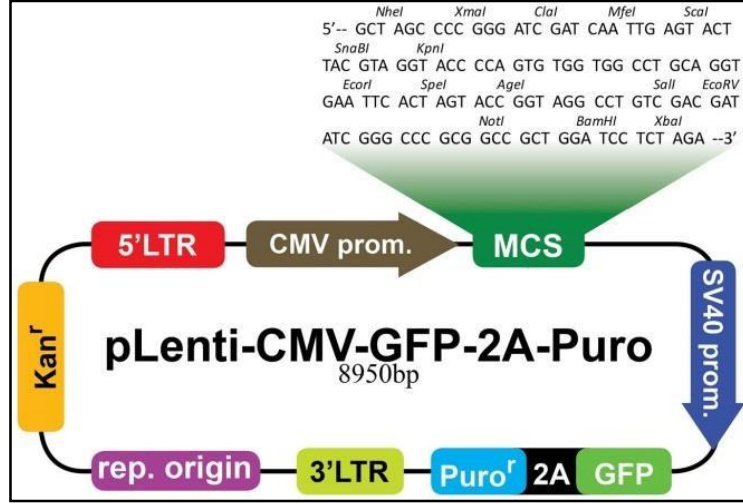 NheI XmaI ClaI MfeI ScaI
5'-- GCT AGC CCC GGG ATC GAT CAA TTG AGT ACT
SnaBI KpnI
TAC GTA GGT ACC CCA GTG TGG TGG CCT GCA GGT
EcorI SpeI AgeI SalI EcoRV
GAA TTC ACT AGT ACC GGT AGG CCT GTC GAC GAT
NotI BamHI XbaI
ATC GGG CCC GCG GCC GCT GGA TCC TCT AGA --3'
5'LTR CMV prom. MCS
SV40 prom.
Kanʳ
pLenti-CMV-GFP-2A-Puro
8950bp
rep. origin 3'LTR Puroʳ 2A GFP